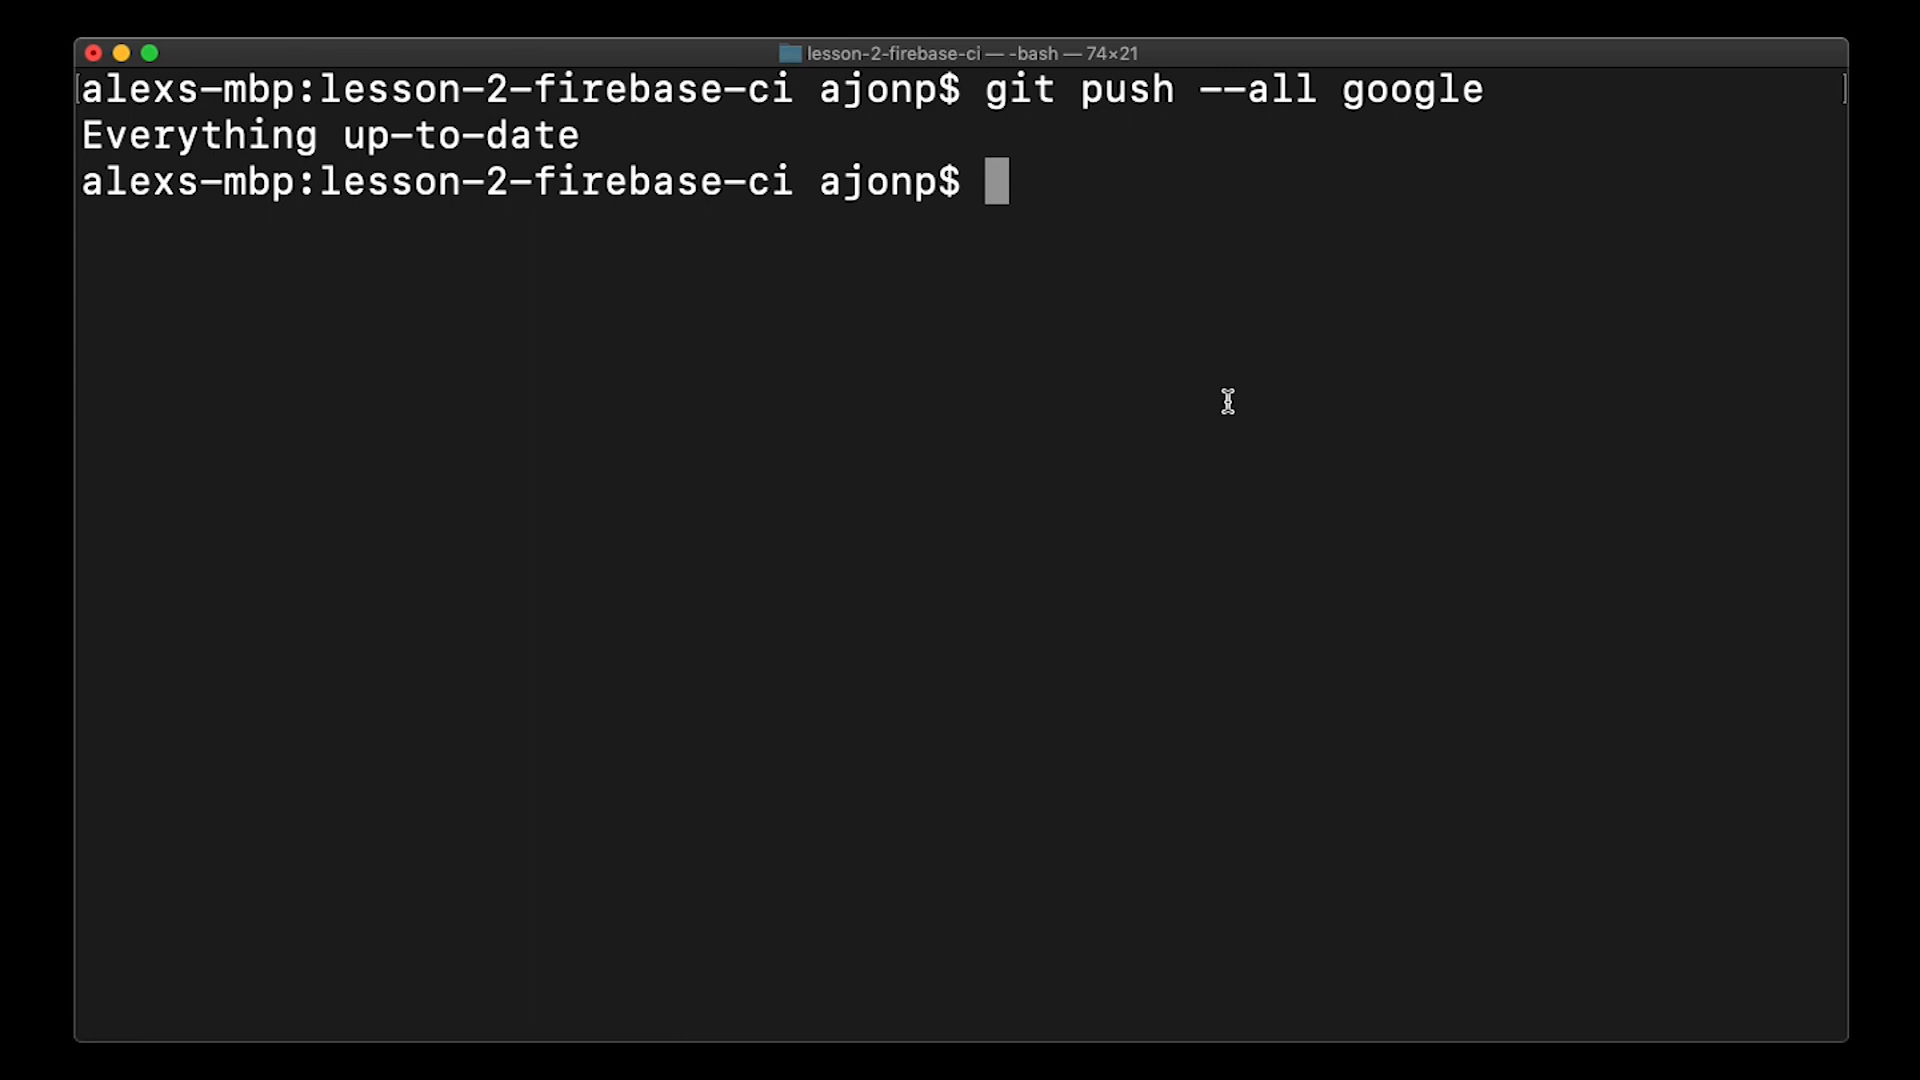 lesson-2-firebase-ci — -bash — 74×21
alexs-mbp:lesson-2-firebase-ci ajonp$ git push --all google
Everything up-to-date
alexs-mbp:lesson-2-firebase-ci ajonp$